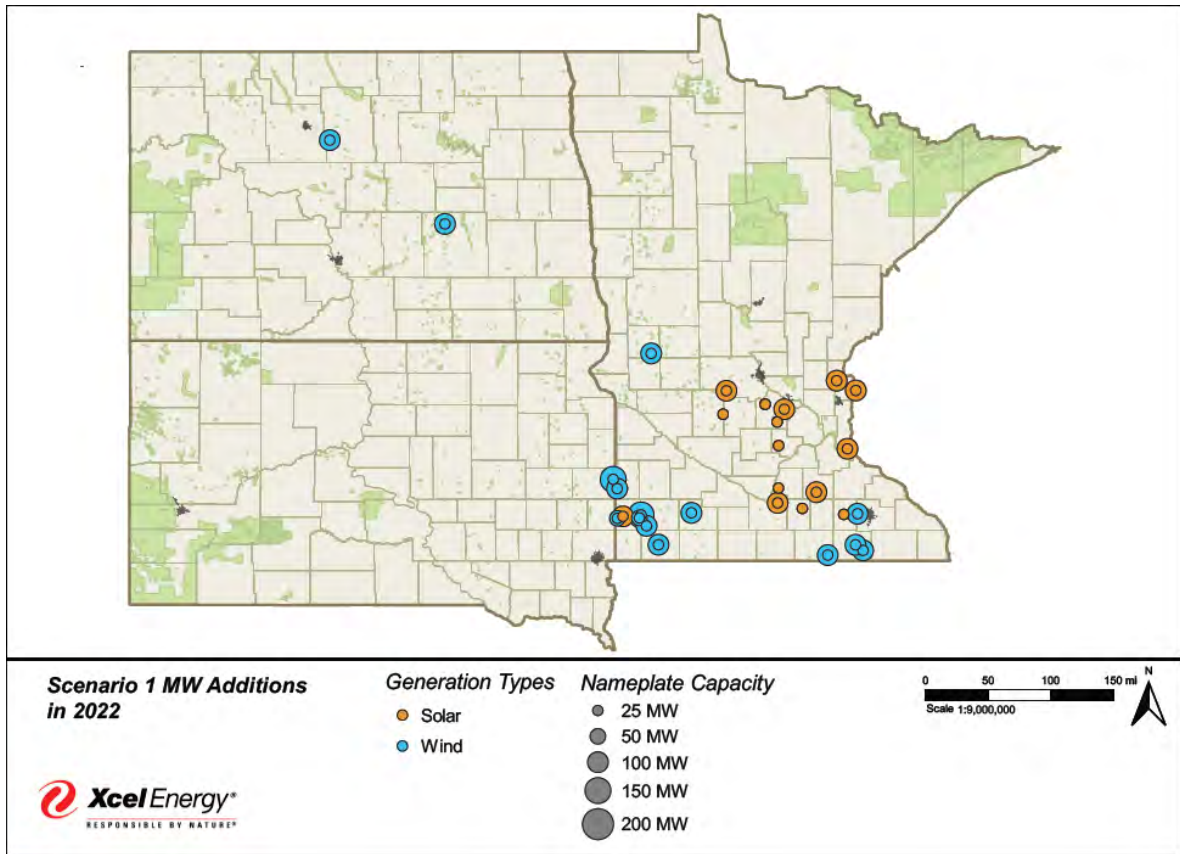 Scenario 1 MW Additions
in 2022
Generation Types
Solar
Wind
Nameplate Capacity
25 MW
50 MW
100 MW
150 MW
200 MW
0 50 100 150 mi
Scale 1:9,000,000
N
Xcel Energy®
RESPONSIBLE BY NATURE®